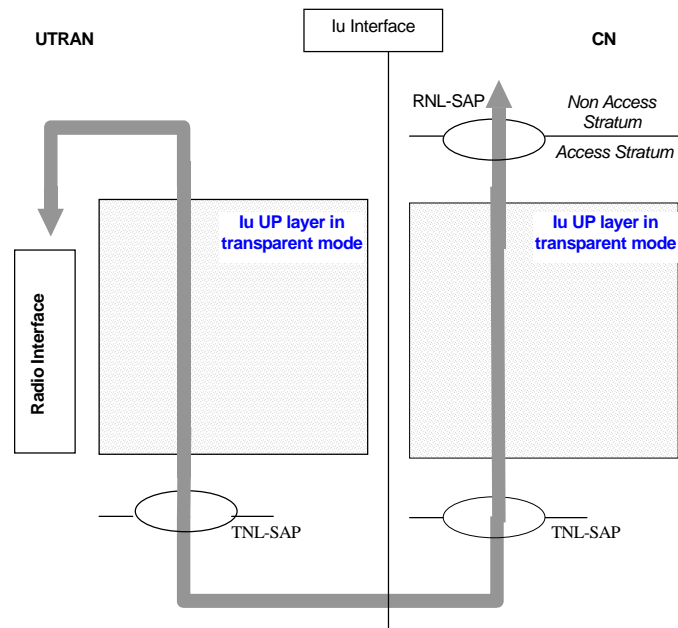 Iu Interface
UTRAN
CN
RNL-SAP
Non Access
Stratum
Access Stratum
Iu UP layer in
transparent mode
Iu UP layer in
transparent mode
Radio Interface
TNL-SAP
TNL-SAP